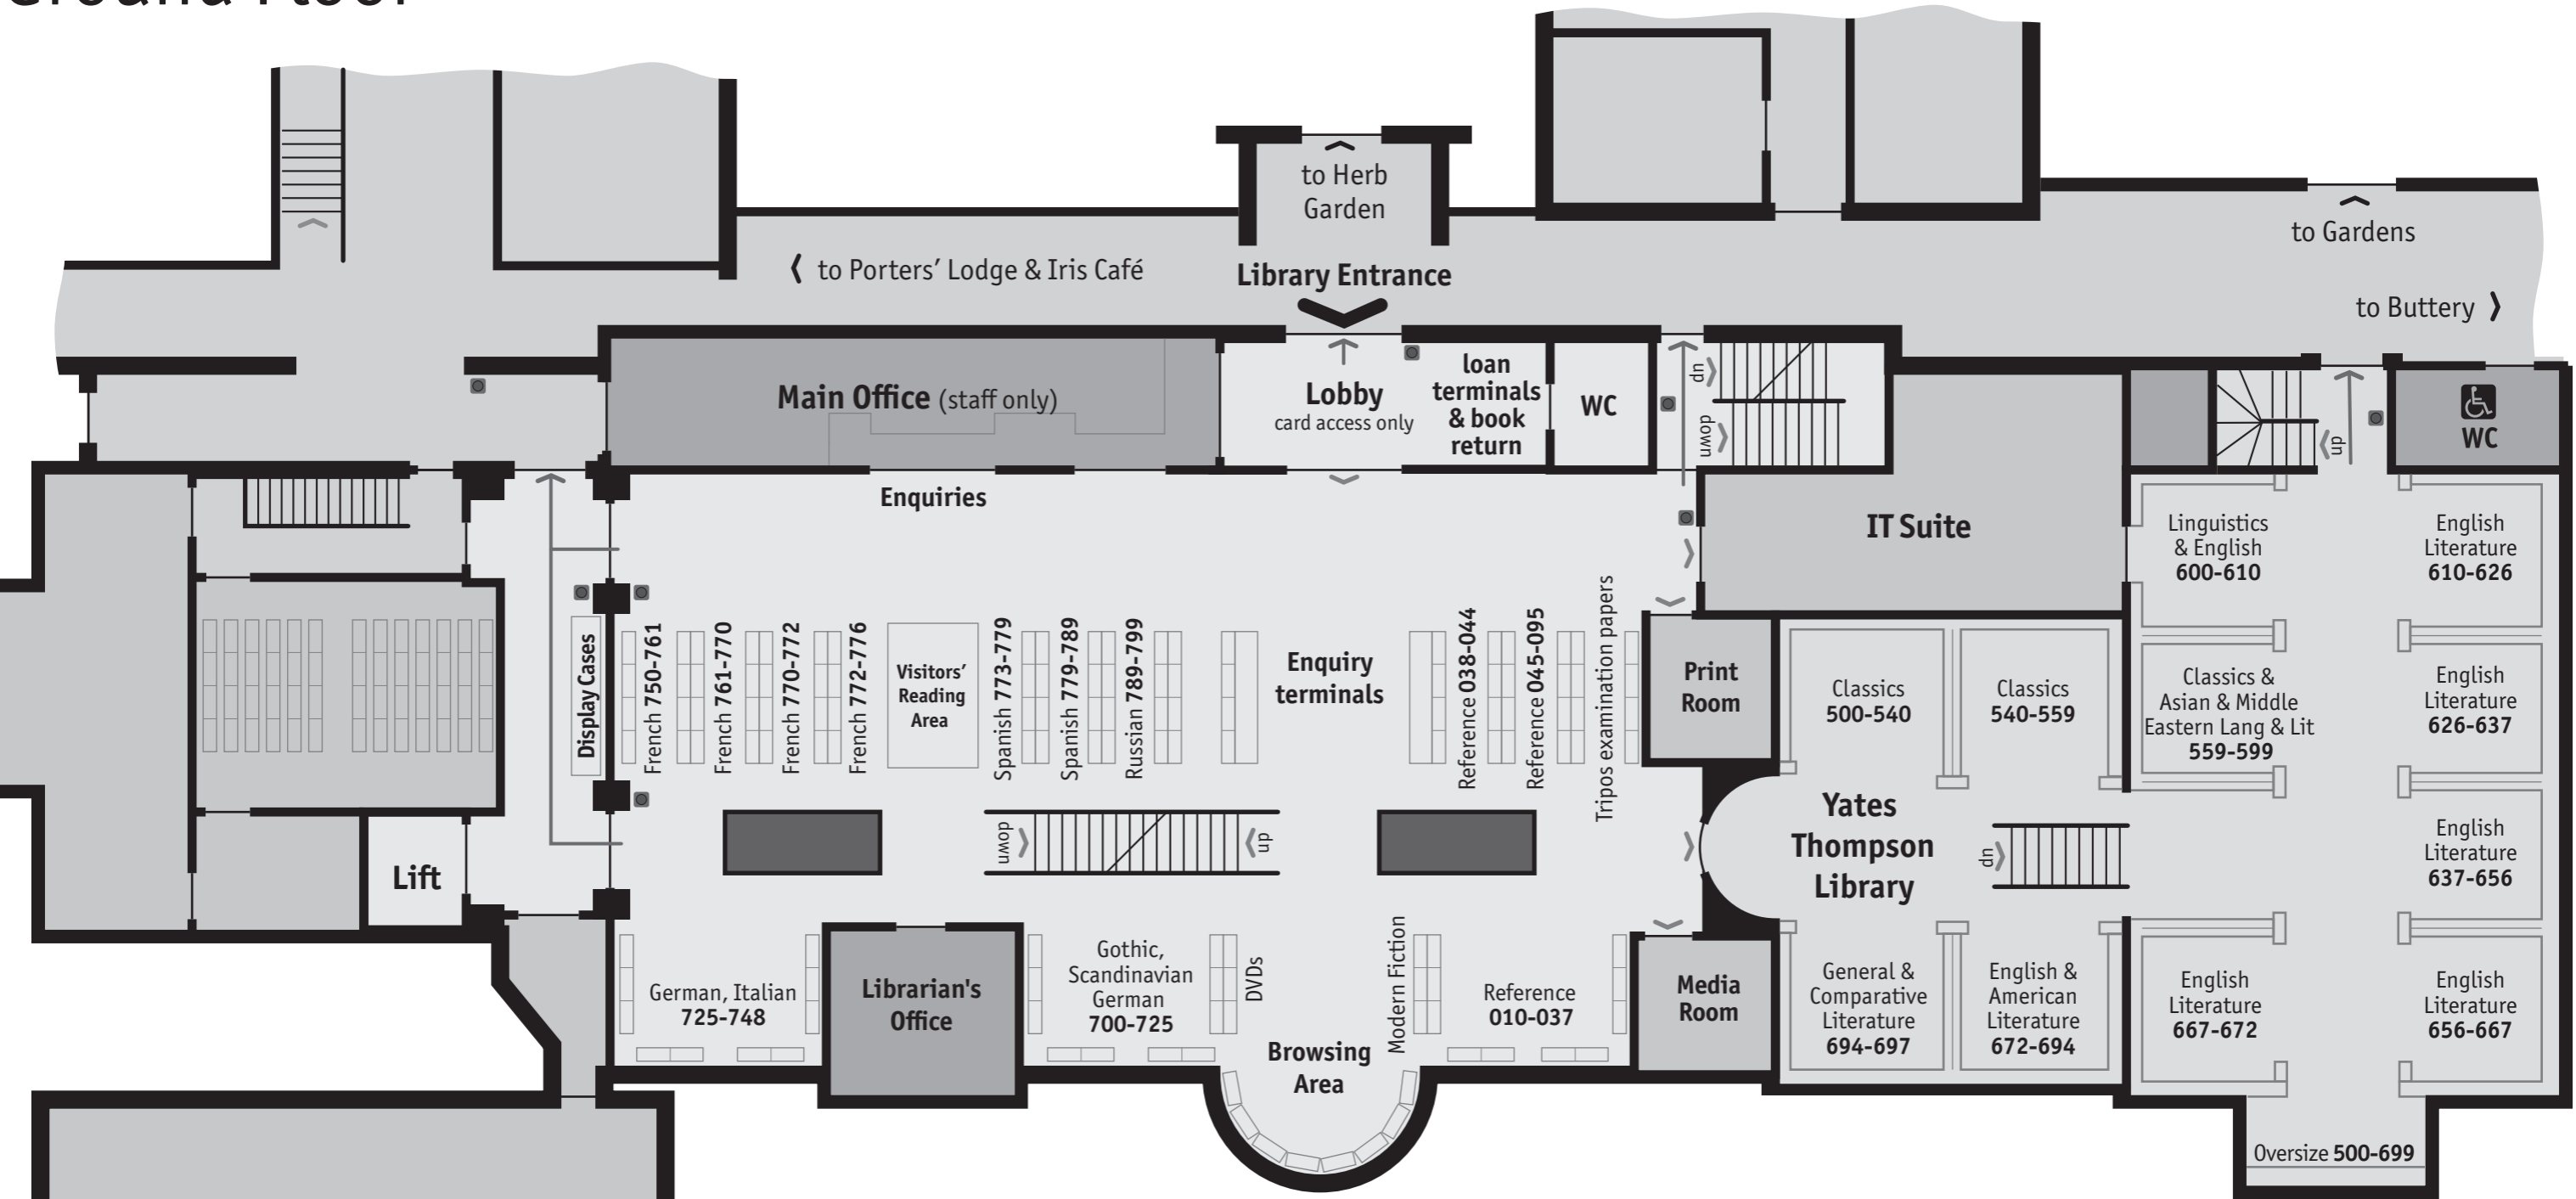 Ground Floor
to Herb
Garden
to Gardens
to Porters' Lodge & Iris Café
Library Entrance
to Buttery
Main Office (staff only)
Lobby
card access only
loan
terminals
& book
return
WC
up
down
up
WC
Enquiries
IT Suite
Linguistics
& English
600-610
English
Literature
610-626
Display Cases
French 750-761
French 761-770
French 770-772
French 772-776
Visitors'
Reading
Area
Spanish 773-779
Spanish 779-789
Russian 789-799
Enquiry
terminals
Reference 038-044
Reference 045-095
Tripos examination papers
Print
Room
Classics
500-540
Classics
540-559
Classics &
Asian & Middle
Eastern Lang & Lit
559-599
English
Literature
626-637
Lift
down
up
Yates
Thompson
Library
up
English
Literature
637-656
German, Italian
725-748
Librarian's
Office
Gothic,
Scandinavian
German
700-725
DVDs
Browsing
Area
Modern Fiction
Reference
010-037
Media
Room
General &
Comparative
Literature
694-697
English &
American
Literature
672-694
English
Literature
667-672
English
Literature
656-667
Oversize 500-699